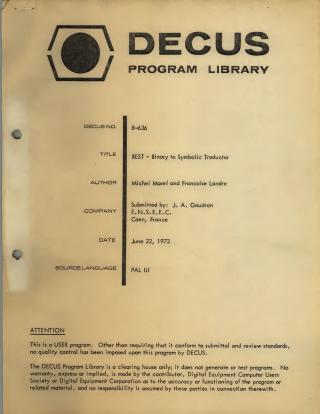 DECUS
PROGRAM LIBRARY
DECUS NO. 8-636
TITLE BEST - Binary to Symbolic Traductor
AUTHOR Michel Morel and Francoise Landre
Submitted by: J. A. Gaudron
COMPANY E.N.S.E.E.C.
Caen, France
DATE June 22, 1973
SOURCE LANGUAGE PAL III
ATTENTION
This is a USER program. Other than requiring that it conform to submittal and review standards,
no quality control has been imposed upon this program by DECUS.
The DECUS Program Library is a clearing house only; it does not generate or test programs. No
warranty, express or implied, is made by the contributor, Digital Equipment Computer Users
Society or Digital Equipment Corporation as to the accuracy or functioning of the program or
related material, and no responsibility is assumed by these parties in connection therewith.